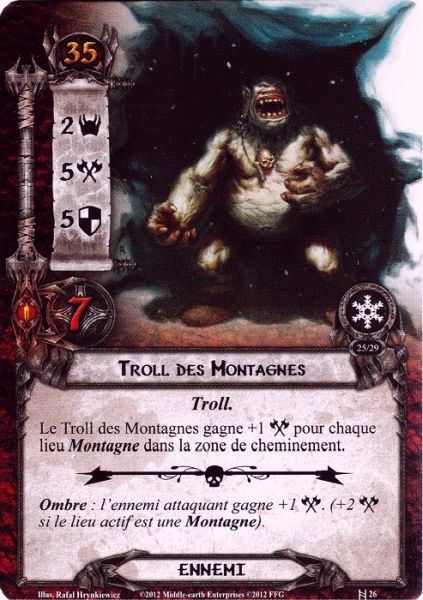 35
2
5
5
7
25/29
Troll des Montagnes
Troll.
Le Troll des Montagnes gagne +1 pour chaque
lieu Montagne dans la zone de cheminement.
Ombre : l'ennemi attaquant gagne +1 . (+2
si le lieu actif est une Montagne).
ENNEMI
Illus. Rafal Hrynkiewicz ©2012 Middle-earth Enterprises ©2012 FFG 26